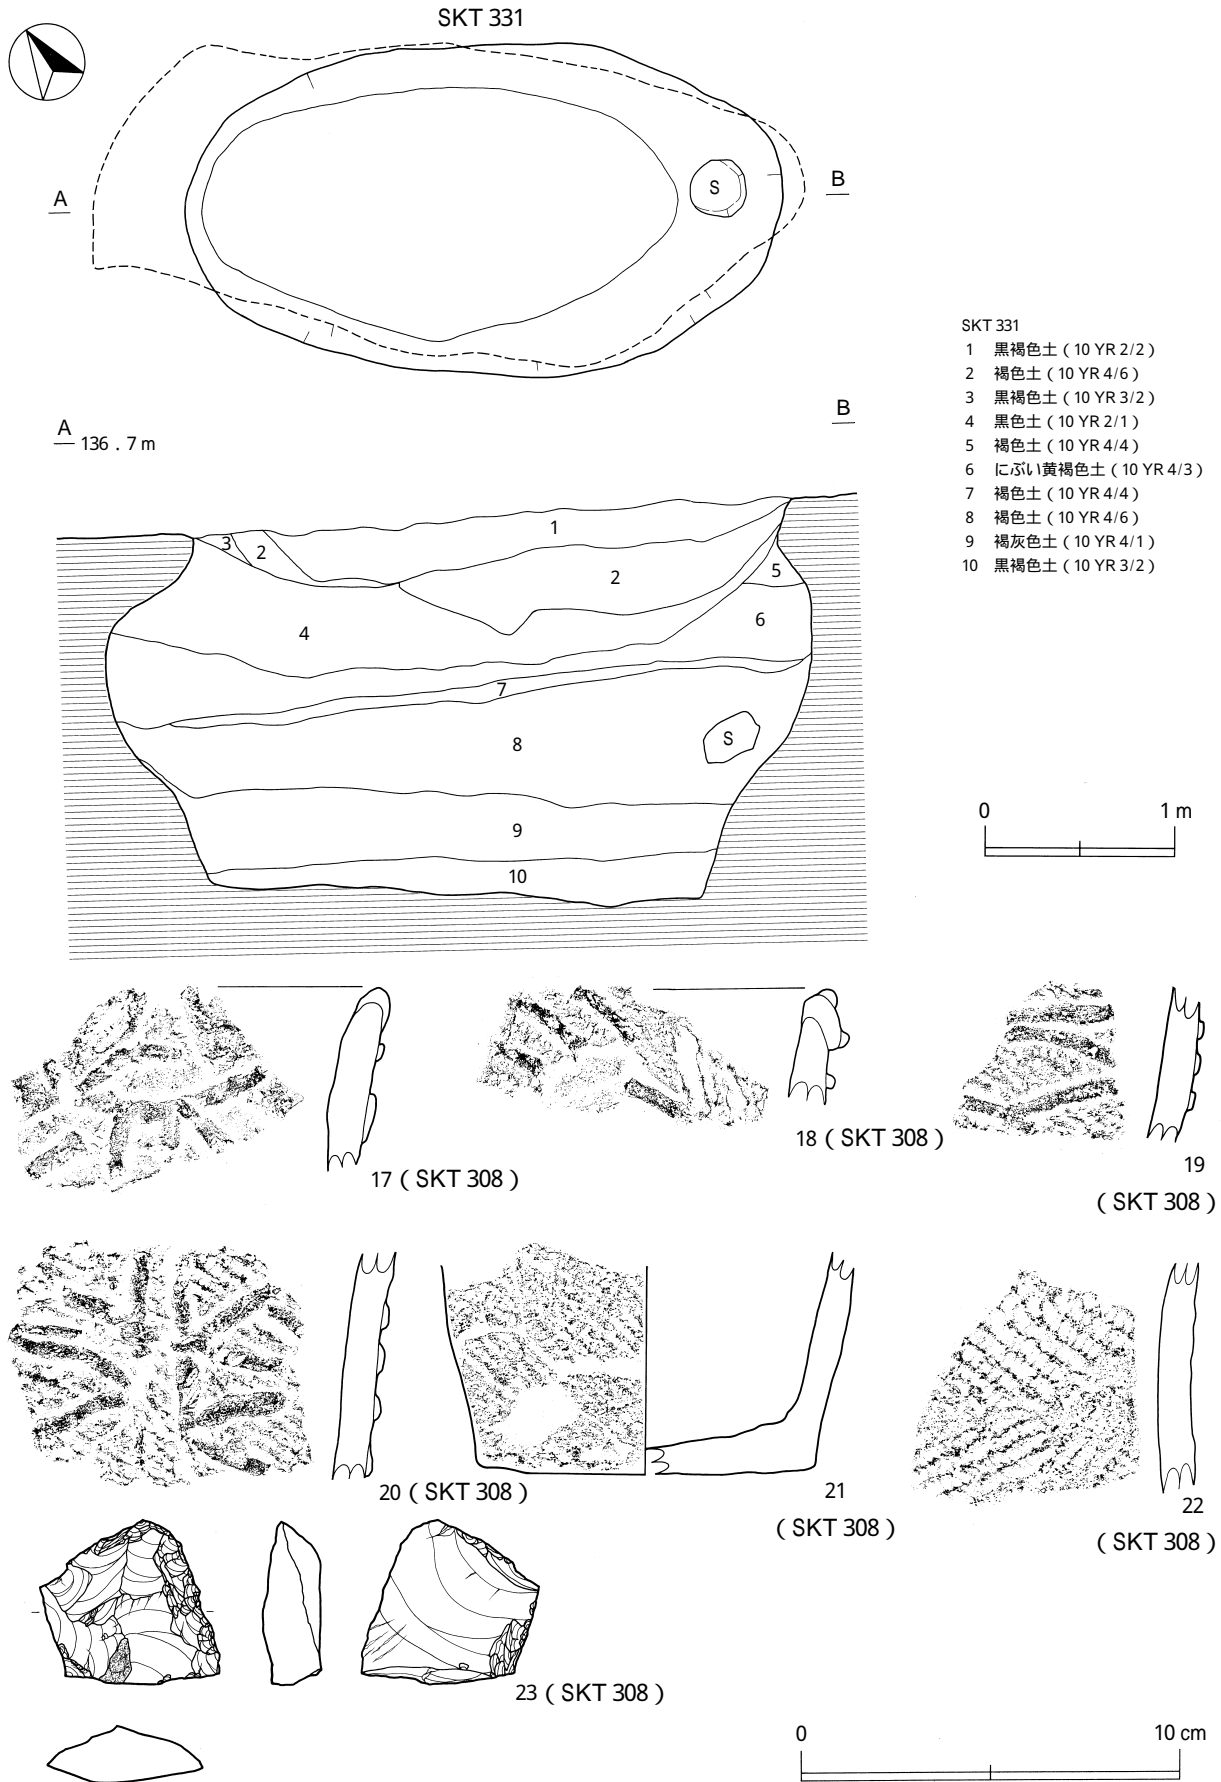 SKT 331
S
A
B
SKT 331
1 黒褐色土（10 YR 2/2）
2 褐色土（10 YR 4/6）
3 黒褐色土（10 YR 3/2）
4 黒色土（10 YR 2/1）
5 褐色土（10 YR 4/4）
6 にぶい黄褐色土（10 YR 4/3）
7 褐色土（10 YR 4/4）
8 褐色土（10 YR 4/6）
9 褐灰色土（10 YR 4/1）
10 黒褐色土（10 YR 3/2）
A 136．7 m
B
1
3
2
2
5
4
6
7
8
S
9
10
0 1 m
17（SKT 308）
18（SKT 308）
19
（SKT 308）
20（SKT 308）
21
（SKT 308）
22
（SKT 308）
23（SKT 308）
0 10 cm